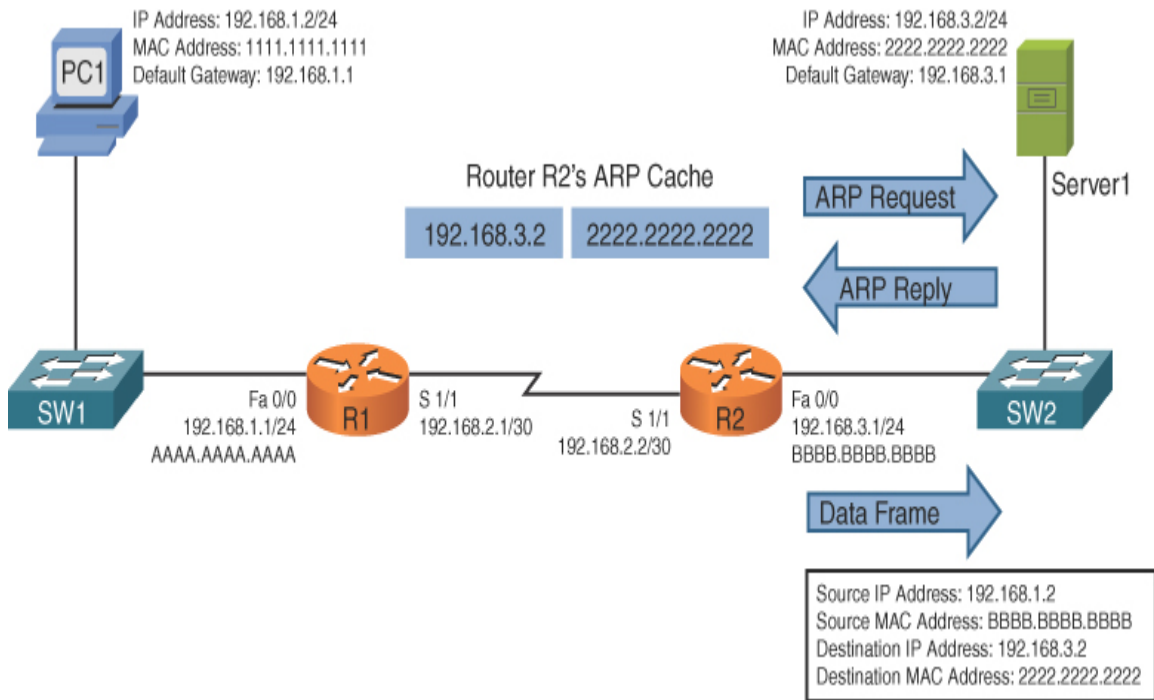 IP Address: 192.168.1.2/24
MAC Address: 1111.1111.1111
Default Gateway: 192.168.1.1
PC1
IP Address: 192.168.3.2/24
MAC Address: 2222.2222.2222
Default Gateway: 192.168.3.1
Server1
Router R2's ARP Cache
192.168.3.2
2222.2222.2222
ARP Request
ARP Reply
SW1
Fa 0/0
192.168.1.1/24
AAAA.AAAA.AAAA
R1
S 1/1
192.168.2.1/30
S 1/1
192.168.2.2/30
R2
Fa 0/0
192.168.3.1/24
BBBB.BBBB.BBBB
SW2
Data Frame
Source IP Address: 192.168.1.2
Source MAC Address: BBBB.BBBB.BBBB
Destination IP Address: 192.168.3.2
Destination MAC Address: 2222.2222.2222